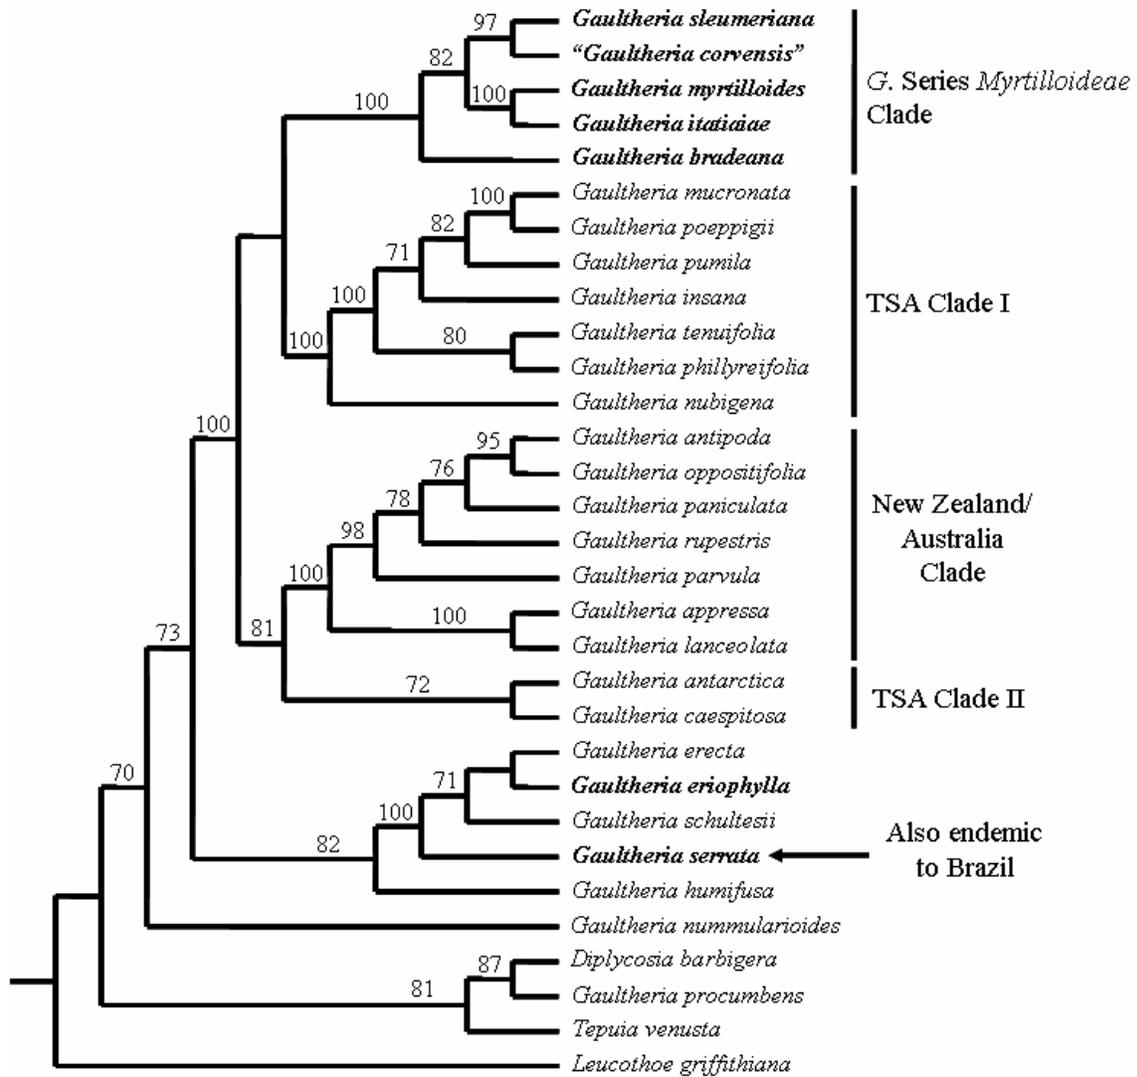 97
Gaultheria sleumeriana
“Gaultheria corvensis”
82
100
Gaultheria myrtilloides
100
Gaultheria itatiaiae
Gaultheria bradeana
G. Series Myrtilloideae
Clade
Gaultheria mucronata
100
Gaultheria poeppigii
82
Gaultheria pumila
71
Gaultheria insana
100
Gaultheria tenuifolia
80
100
Gaultheria phillyreifolia
Gaultheria nubigena
TSA Clade I
100
Gaultheria antipoda
95
Gaultheria oppositifolia
76
Gaultheria paniculata
78
Gaultheria rupestris
98
Gaultheria parvula
100
Gaultheria appressa
100
Gaultheria lanceolata
New Zealand/
Australia
Clade
73
81
Gaultheria antarctica
72
Gaultheria caespitosa
TSA Clade II
Gaultheria erecta
70
71
Gaultheria eriophylla
100
Gaultheria schultesii
82
Gaultheria serrata
Also endemic
to Brazil
Gaultheria humifusa
Gaultheria nummularioides
87
Diplycosia barbigera
81
Gaultheria procumbens
Tepuia venusta
Leucothoe griffithiana